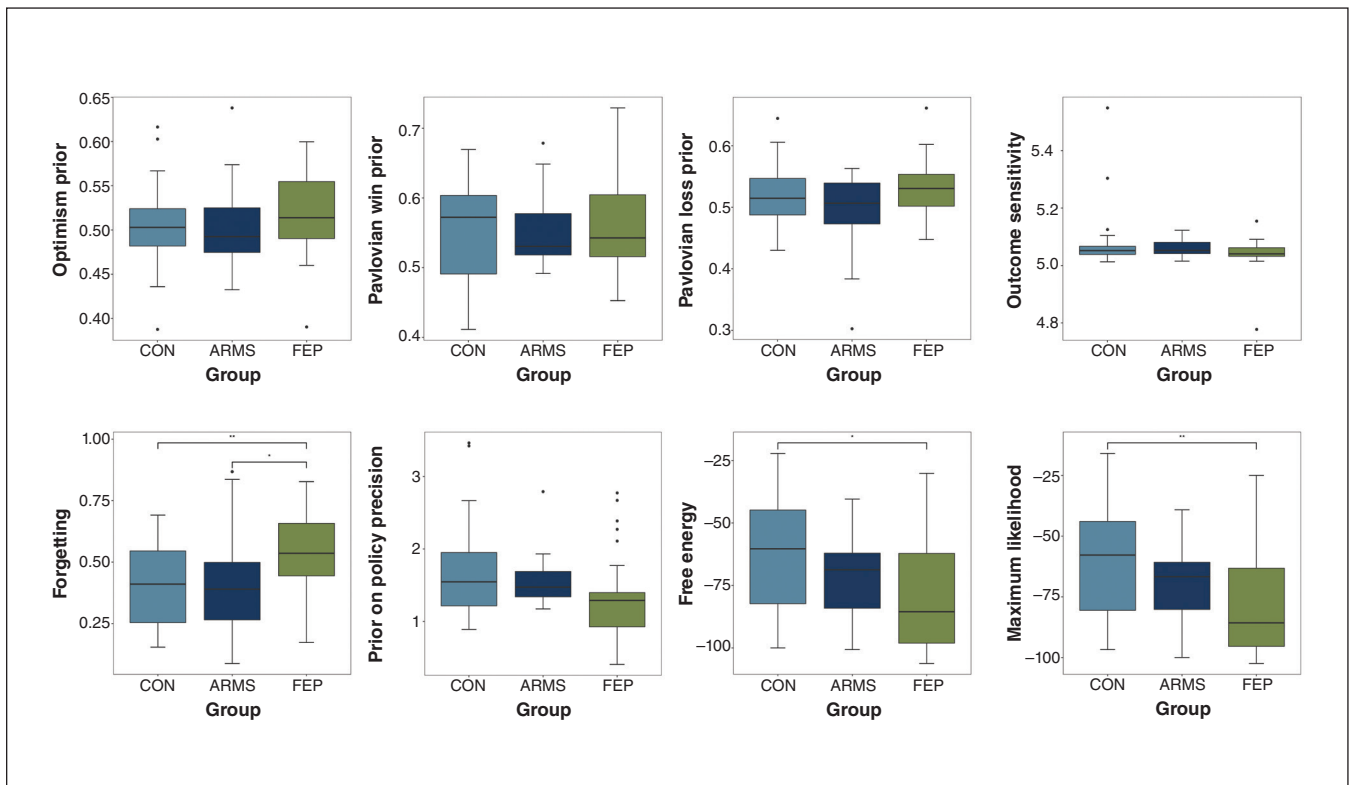 Optimism prior
0.65
0.60
0.55
0.50
0.45
0.40
CON ARMS FEP
Group
Pavlovian win prior
0.7
0.6
0.5
0.4
CON ARMS FEP
Group
Pavlovian loss prior
0.6
0.5
0.4
0.3
CON ARMS FEP
Group
Outcome sensitivity
5.4
5.2
5.0
4.8
CON ARMS FEP
Group
Forgetting
1.00
0.75
0.50
0.25
**
*
CON ARMS FEP
Group
Prior on policy precision
3
2
1
CON ARMS FEP
Group
Free energy
−25
−50
−75
−100
*
CON ARMS FEP
Group
Maximum likelihood
−25
−50
−75
−100
**
CON ARMS FEP
Group